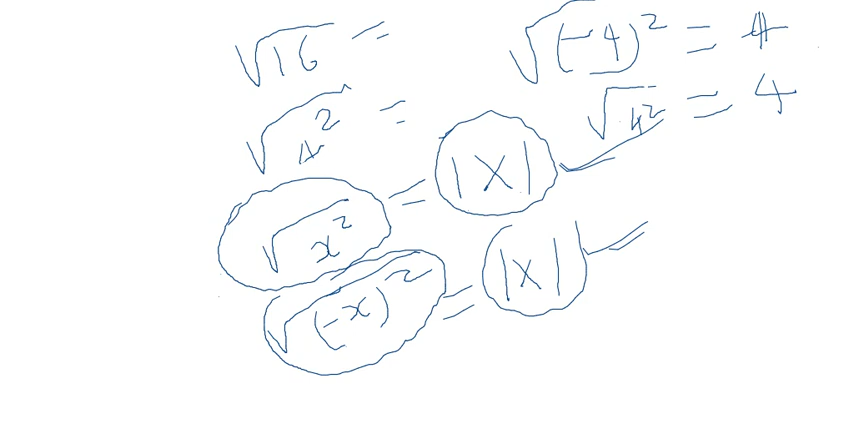 √16 =
√(-4)² = 4
√4² =
√4² = 4
√x² = |x|
√(-x)² = |x|